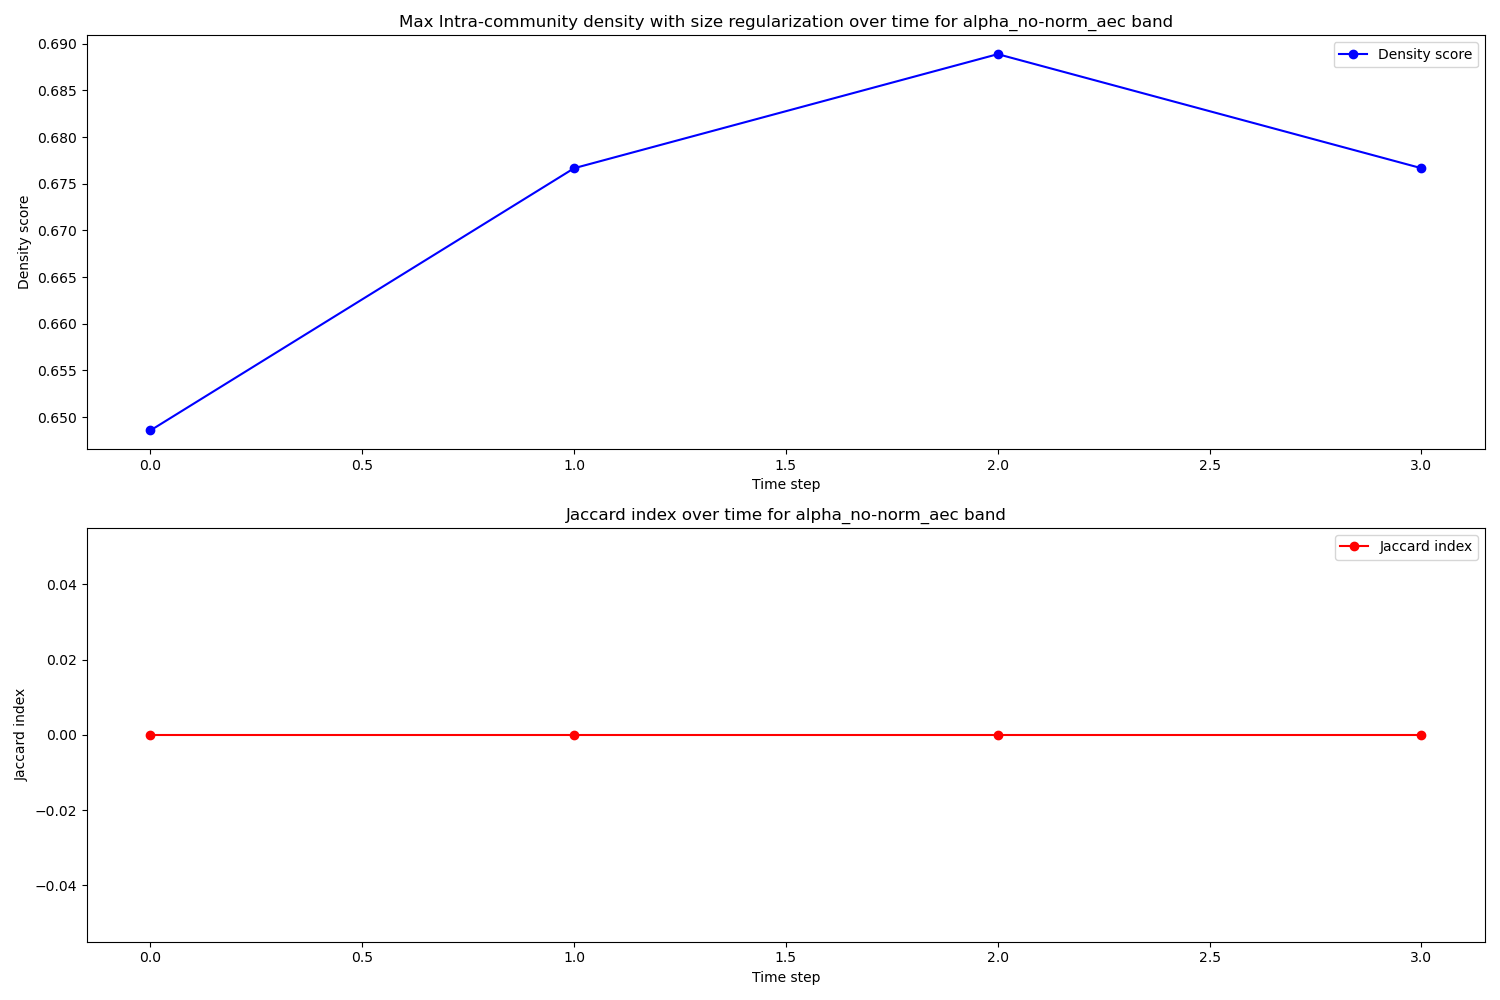 Max Intra-community density with size regularization over time for alpha_no-norm_aec band
0.690
0.685
0.680
0.675
0.670
0.665
0.660
0.655
0.650
Density score
Density score
0.0 0.5 1.0 1.5 2.0 2.5 3.0
Time step
Jaccard index over time for alpha_no-norm_aec band
0.04
0.02
0.00
−0.02
−0.04
Jaccard index
Jaccard index
0.0 0.5 1.0 1.5 2.0 2.5 3.0
Time step